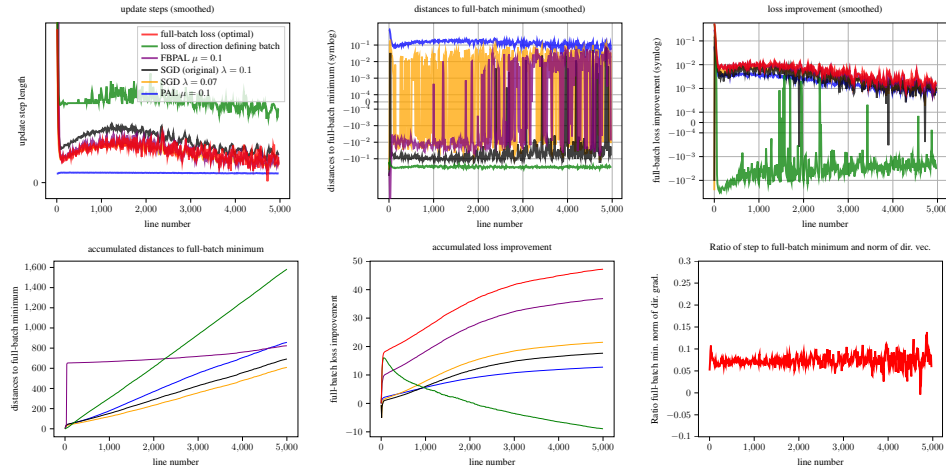 update steps (smoothed)
update step length
0
full-batch loss (optimal)
loss of direction defining batch
FBPAL μ = 0.1
SGD (original) λ = 0.1
SGD λ = 0.07
PAL μ = 0.1
0 1,000 2,000 3,000 4,000 5,000
line number
distances to full-batch minimum (smoothed)
distances to full-batch minimum (symlog)
10⁻¹
10⁻²
10⁻³
10⁻⁴
0
−10⁻⁴
−10⁻³
−10⁻²
−10⁻¹
0 1,000 2,000 3,000 4,000 5,000
line number
loss improvement (smoothed)
full-batch loss improvement (symlog)
10⁻¹
10⁻²
10⁻³
10⁻⁴
0
−10⁻⁴
−10⁻³
−10⁻²
0 1,000 2,000 3,000 4,000 5,000
line number
accumulated distances to full-batch minimum
distances to full-batch minimum
1,600
1,400
1,200
1,000
800
600
400
200
0
0 1,000 2,000 3,000 4,000 5,000
line number
accumulated loss improvement
full-batch loss improvement
50
40
30
20
10
0
−10
0 1,000 2,000 3,000 4,000 5,000
line number
Ratio of step to full-batch minimum and norm of dir. vec.
Ratio full-batch min. norm of dir. grad.
0.3
0.25
0.2
0.15
0.1
0.05
0
−0.05
−0.1
0 1,000 2,000 3,000 4,000 5,000
line number